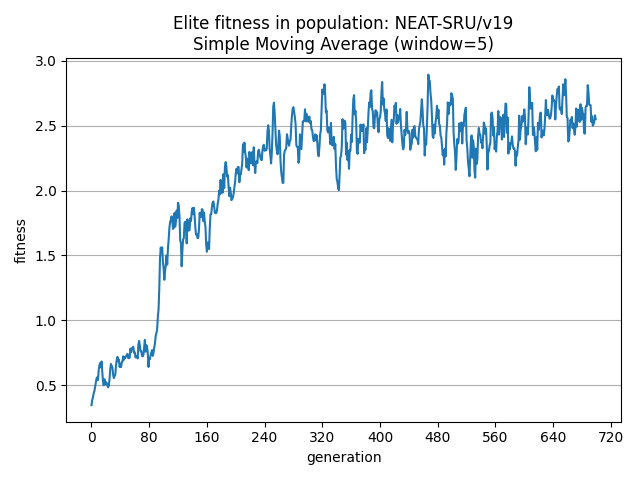 Elite fitness in population: NEAT-SRU/v19
Simple Moving Average (window=5)
fitness
3.0
2.5
2.0
1.5
1.0
0.5
0 80 160 240 320 400 480 560 640 720
generation